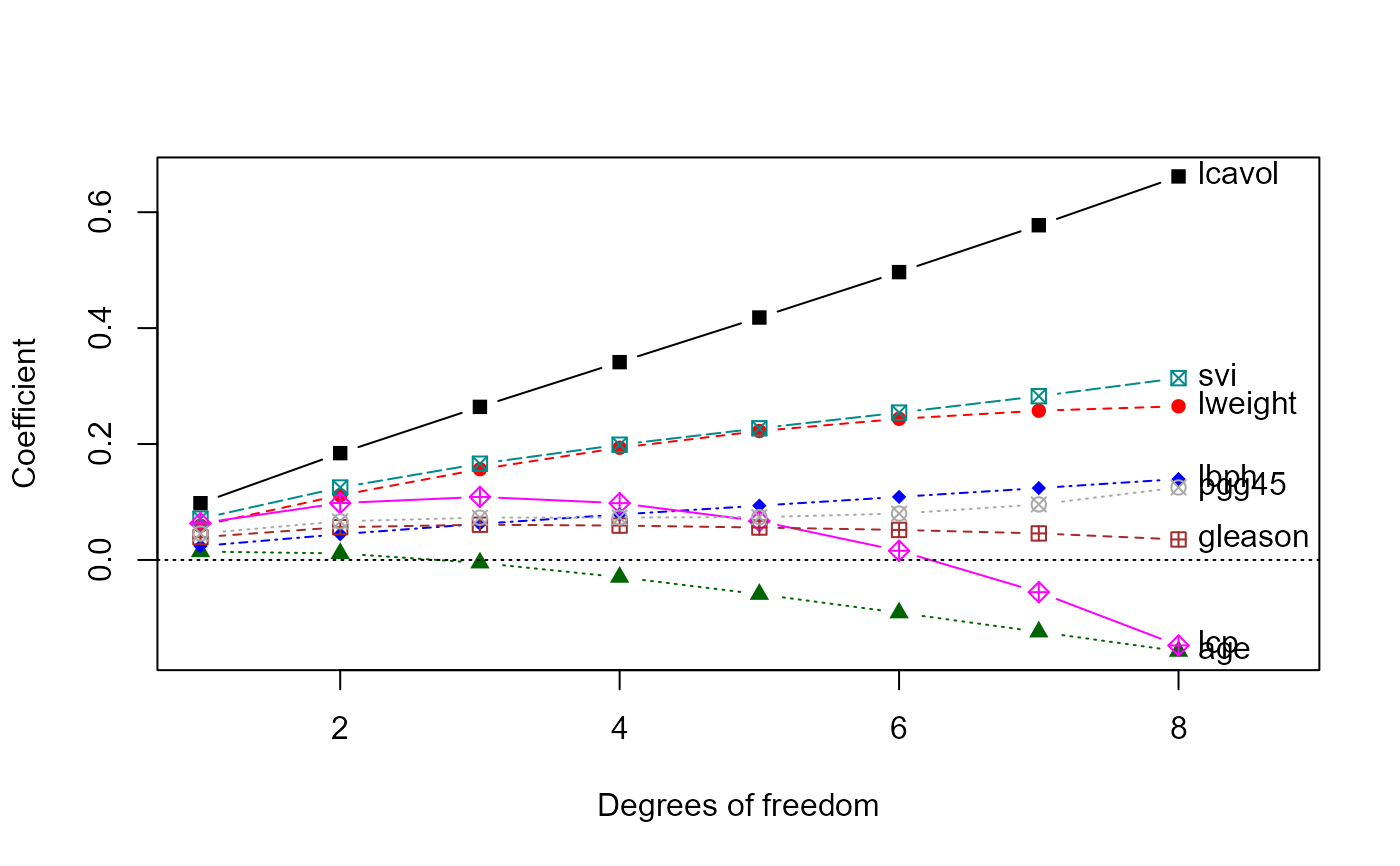 0.6
0.4
0.2
0.0
Coefficient
lcavol
svi
lweight
lbph
pgg45
gleason
lcp
age
2 4 6 8
Degrees of freedom